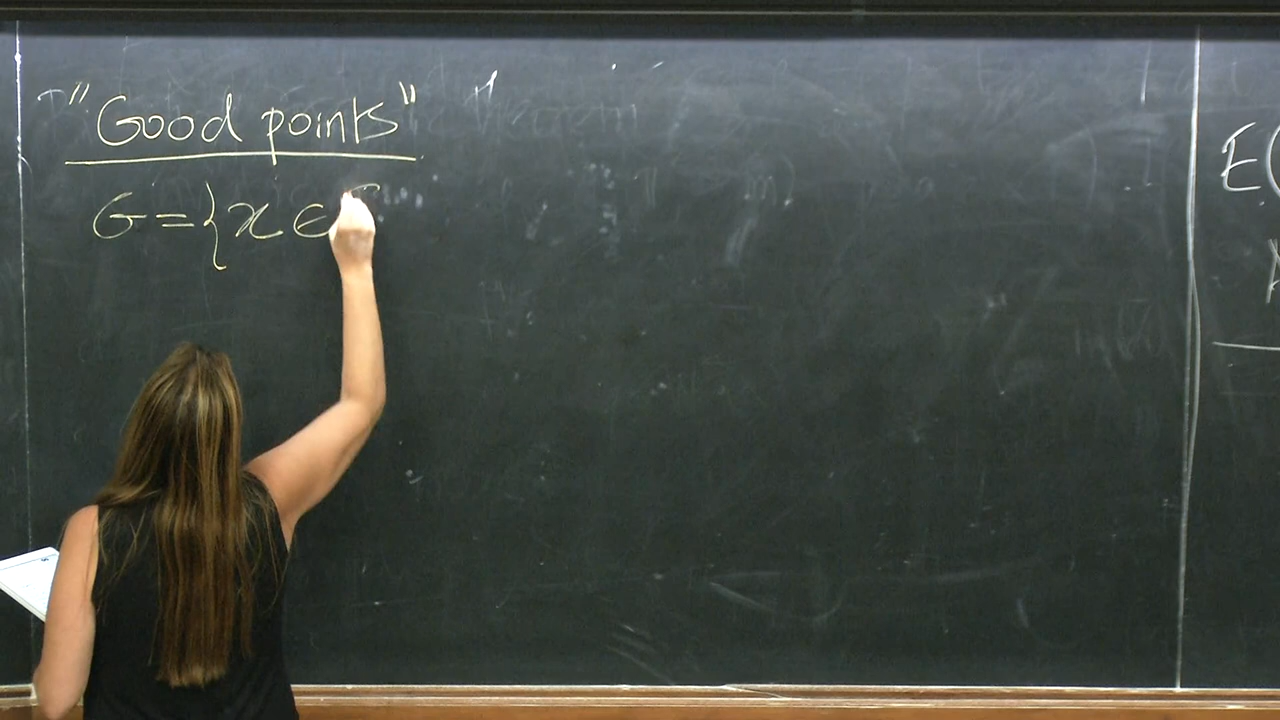 "Good points"
G = { x ∈
E(